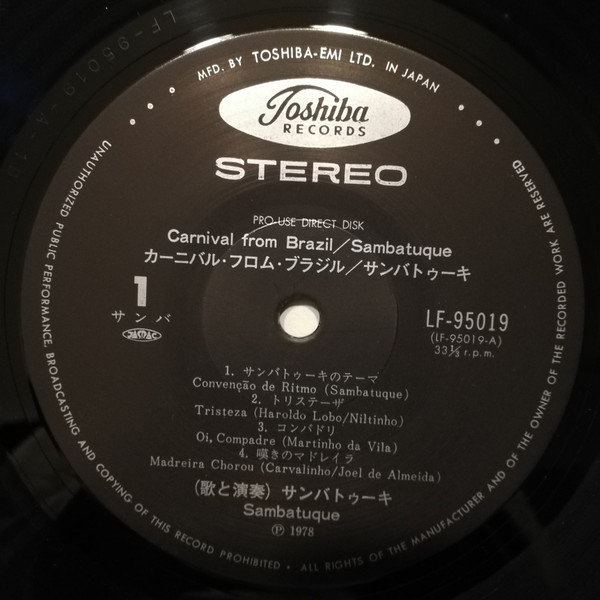 MFD. BY TOSHIBA-EMI LTD. IN JAPAN
Toshiba
RECORDS
STEREO
PRO-USE DIRECT DISK
Carnival from Brazil/Sambatuque
カーニバル・フロム・ブラジル/サンバトゥーキ
1
サンバ
JASRAC
LF-95019
(LF-95019-A)
33⅓ r.p.m.
1. サンバトゥーキのテーマ
Convenção de Ritmo (Sambatuque)
2. トリステーザ
Tristeza (Haroldo Lobo/Niltinho)
3. コンパドリ
Oi, Compadre (Martinho da Vila)
4. 嘆きのマドレイラ
Madreira Chorou (Carvalinho/Joel de Almeida)
(歌と演奏) サンバトゥーキ
Sambatuque
Ⓟ 1978
UNAUTHORIZED PUBLIC PERFORMANCE, BROADCASTING AND COPYING OF THIS RECORD PROHIBITED • ALL RIGHTS OF THE MANUFACTURER AND OF THE OWNER OF THE RECORDED WORK ARE RESERVED
LF-95019-A